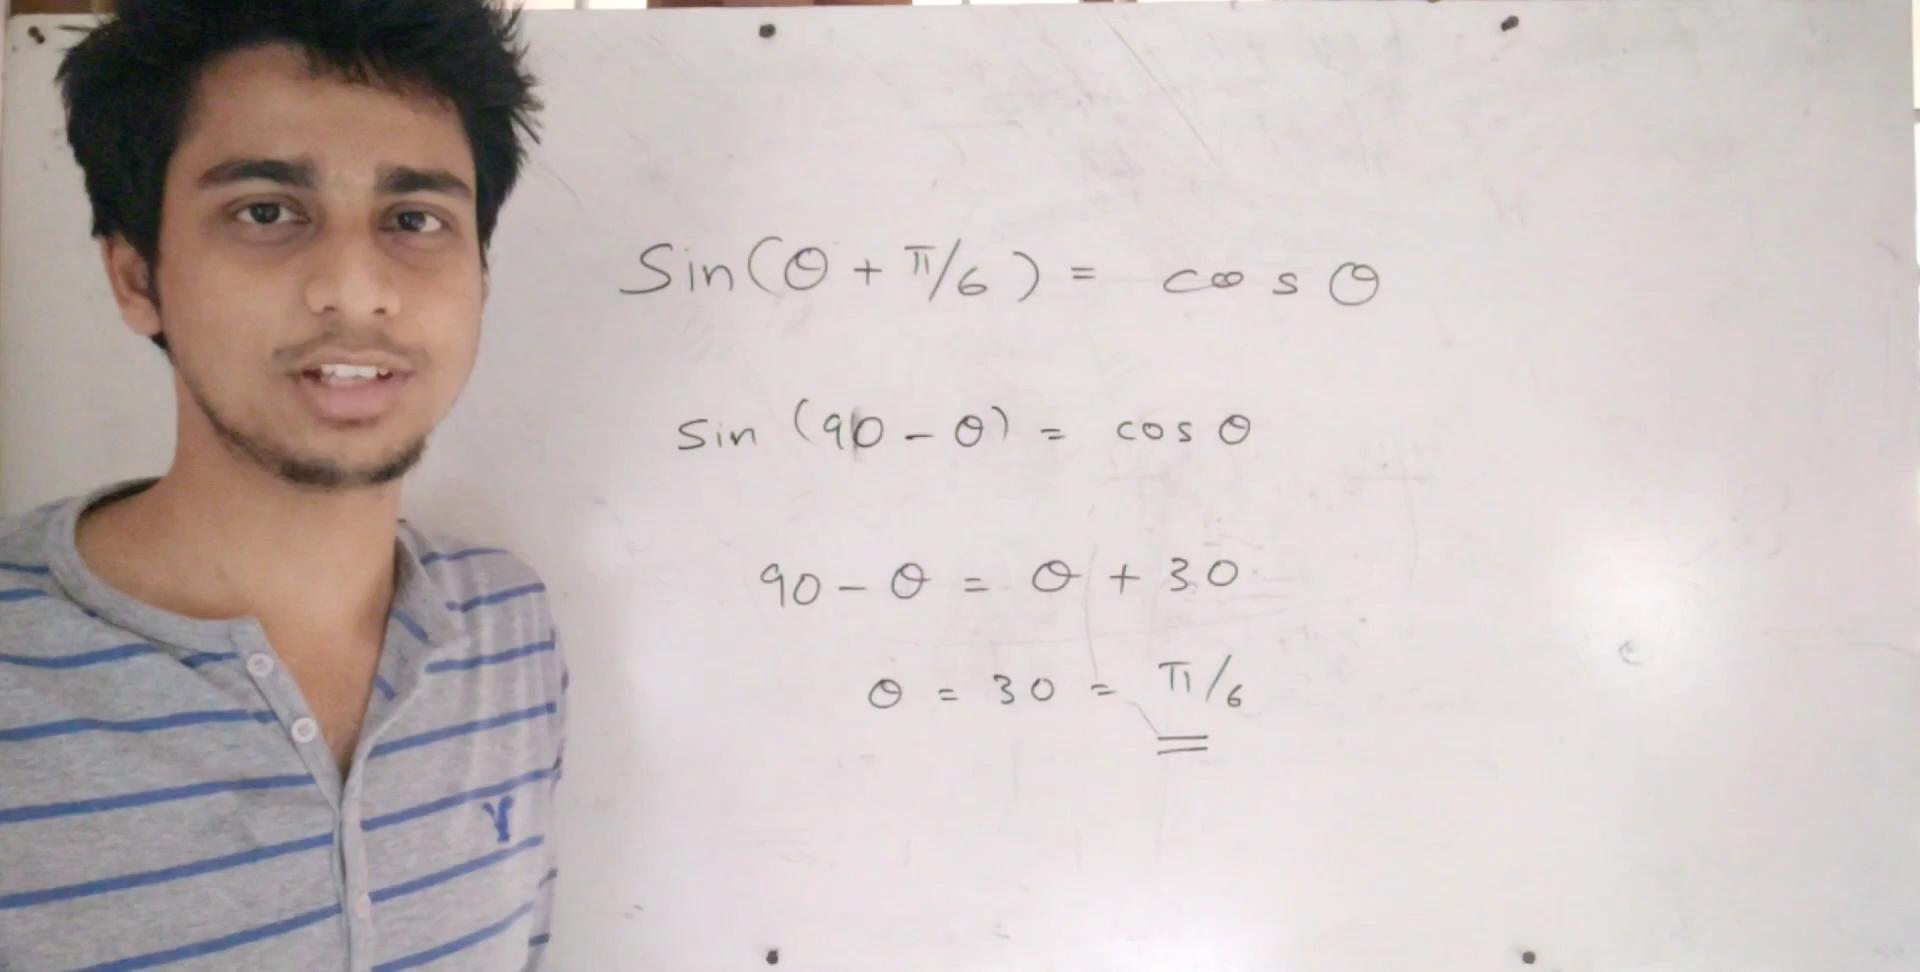 Sin(θ + π/6) = cos θ
sin (90 - θ) = cos θ
90 - θ = θ + 30
θ = 30 = π/6